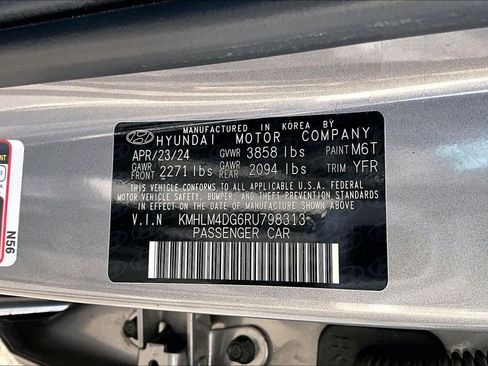 MANUFACTURED IN KOREA BY
HYUNDAI MOTOR COMPANY
APR/23/24 GVWR 3858 lbs PAINT M6T
GAWR FRONT 2271 lbs GAWR REAR 2094 lbs TRIM YFR
THIS VEHICLE CONFORMS TO ALL APPLICABLE U.S.A. FEDERAL
MOTOR VEHICLE SAFETY, BUMPER, AND THEFT PREVENTION STANDARDS
IN EFFECT ON THE DATE OF MANUFACTURE SHOWN ABOVE.
V.I.N KMHLM4DG6RU798313
PASSENGER CAR
N56